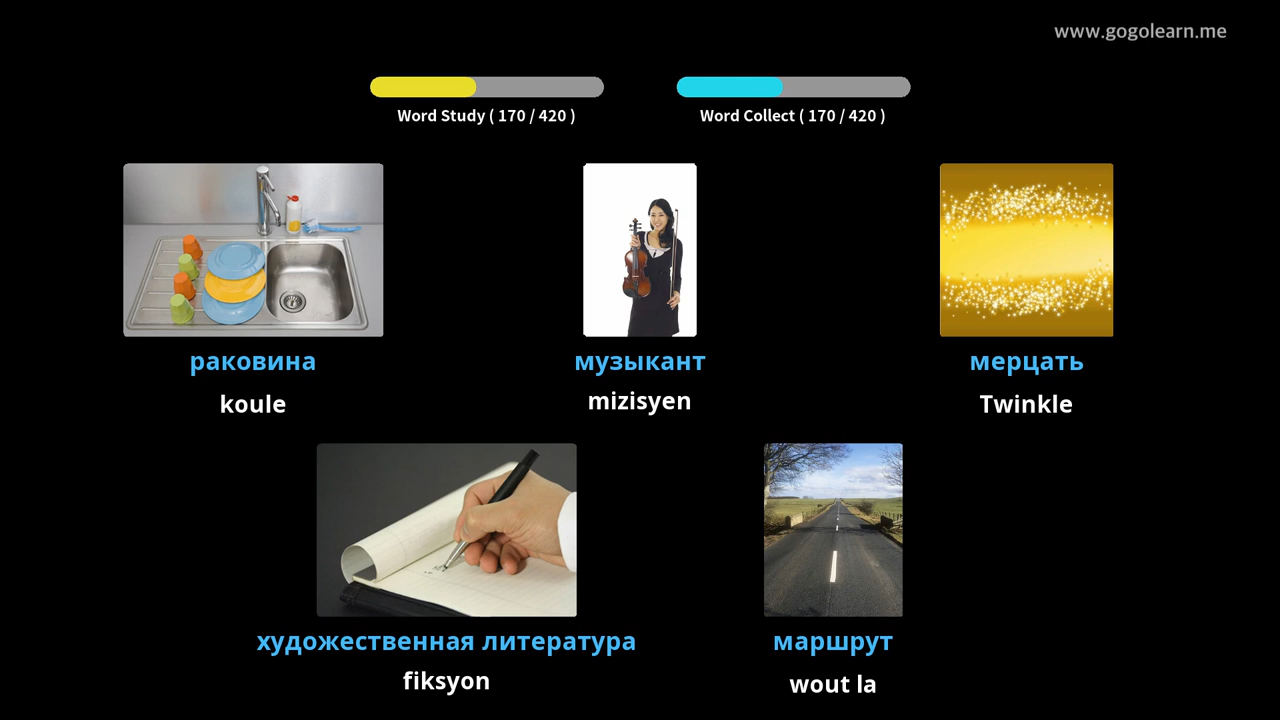 www.gogolearn.me
Word Study ( 170 / 420 )
Word Collect ( 170 / 420 )
раковина
koule
музыкант
mizisyen
мерцать
Twinkle
художественная литература
fiksyon
маршрут
wout la